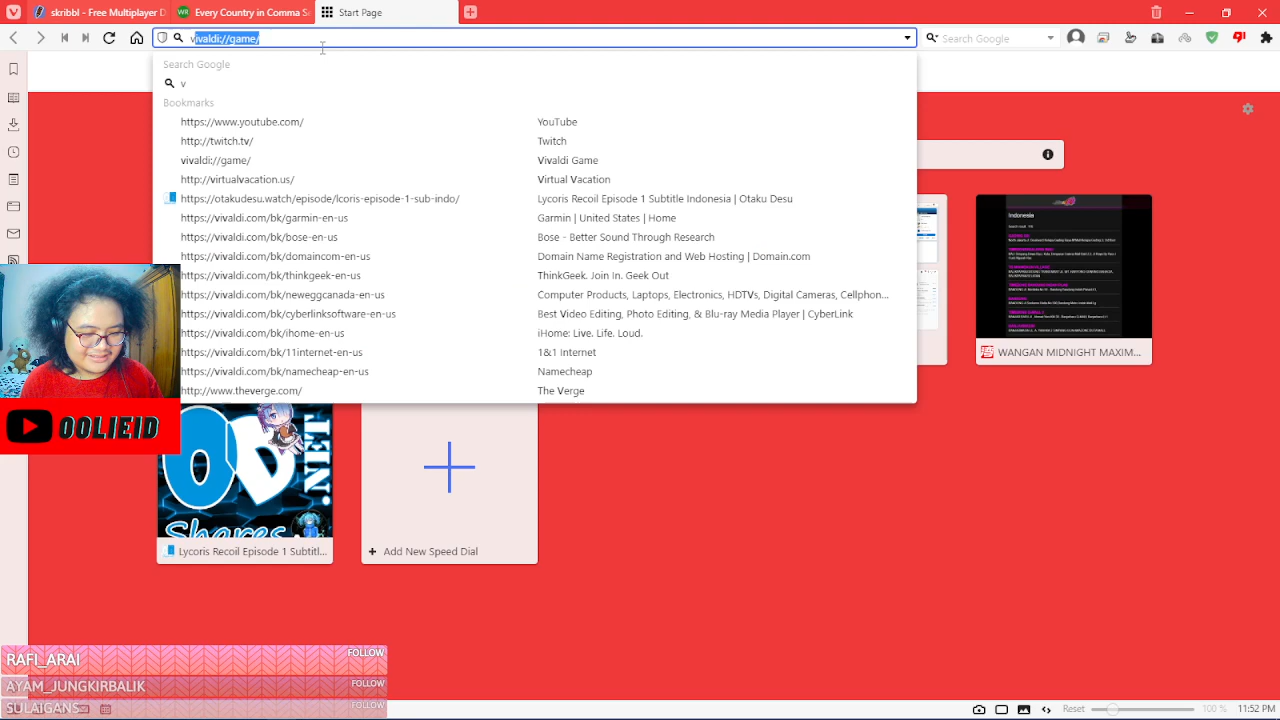 skribbl - Free Multiplayer D
Every Country in Comma S
Start Page
vivaldi://game/
Search Google
Search Google
v
Bookmarks
https://www.youtube.com/ YouTube
http://twitch.tv/ Twitch
vivaldi://game/ Vivaldi Game
http://virtualvacation.us/ Virtual Vacation
https://otakudesu.watch/episode/lcoris-episode-1-sub-indo/ Lycoris Recoil Episode 1 Subtitle Indonesia | Otaku Desu
https://vivaldi.com/bk/garmin-en-us Garmin | United States | Home
https://vivaldi.com/bk/bose-en-us Bose - Better Sound Through Research
https://vivaldi.com/bk/domaincom-en-us Domain Name Registration and Web Hosting | Domain.com
https://vivaldi.com/bk/thinkgeek-en-us ThinkGeek. Join In. Geek Out
https://vivaldi.com/bk/neweggcom-en-us Computer Parts, Laptops, Electronics, HDTVs, Digital Cameras, Cellphon...
https://vivaldi.com/bk/cyberlinksoftware-en-us Best Video Editing, Photo Editing, & Blu-ray Media Player | CyberLink
https://vivaldi.com/bk/ihome-en-us iHome: Live. Life. Loud.
https://vivaldi.com/bk/11internet-en-us 1&1 Internet
https://vivaldi.com/bk/namecheap-en-us Namecheap
http://www.theverge.com/ The Verge
Indonesia
WANGAN MIDNIGHT MAXIM...
OOLIEID
OD
Shares
Lycoris Recoil Episode 1 Subtitl...
Add New Speed Dial
RAFI_ARAI FOLLOW
AYAM_JUNGKIRBALIK FOLLOW
SULAIGANS FOLLOW
Reset
100 %
11:52 PM